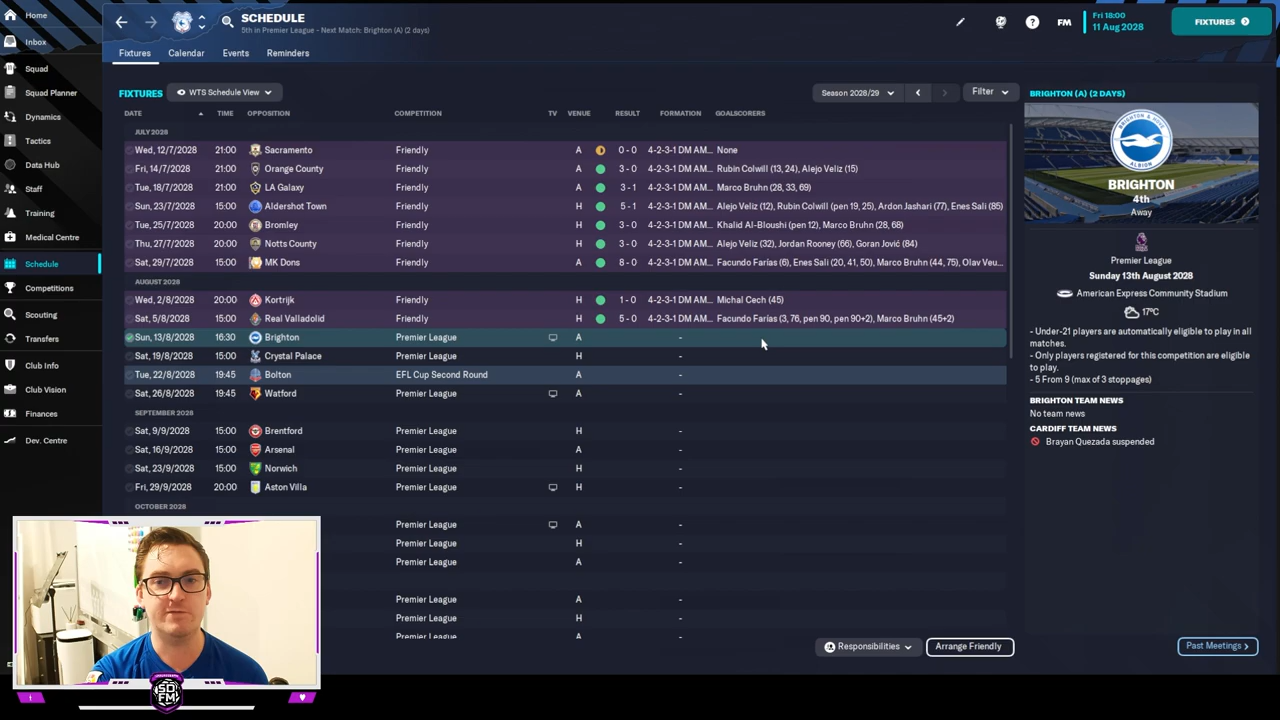 Home
Inbox
Squad
Squad Planner
Dynamics
Tactics
Data Hub
Staff
Training
Medical Centre
Schedule
Competitions
Scouting
Transfers
Club Info
Club Vision
Finances
Dev. Centre
SCHEDULE
5th in Premier League - Next Match: Brighton (A) (2 days)
FM
Fri 18:00
11 Aug 2028
FIXTURES
Fixtures Calendar Events Reminders
FIXTURES WTS Schedule View Season 2028/29 Filter
DATE TIME OPPOSITION COMPETITION TV VENUE RESULT FORMATION GOALSCORERS
JULY 2028
Wed, 12/7/2028 21:00 Sacramento Friendly A 0 - 0 4-2-3-1 DM AM... None
Fri, 14/7/2028 21:00 Orange County Friendly A 3 - 0 4-2-3-1 DM AM... Rubin Colwill (13, 24), Alejo Veliz (15)
Tue, 18/7/2028 21:00 LA Galaxy Friendly A 3 - 1 4-2-3-1 DM AM... Marco Bruhn (28, 33, 69)
Sun, 23/7/2028 15:00 Aldershot Town Friendly H 5 - 1 4-2-3-1 DM AM... Alejo Veliz (12), Rubin Colwill (pen 19, 25), Ardon Jashari (77), Enes Sali (85)
Tue, 25/7/2028 20:00 Bromley Friendly H 3 - 0 4-2-3-1 DM AM... Khalid Al-Bloushi (pen 12), Marco Bruhn (28, 68)
Thu, 27/7/2028 20:00 Notts County Friendly H 3 - 0 4-2-3-1 DM AM... Alejo Veliz (32), Jordan Rooney (66), Goran Jović (84)
Sat, 29/7/2028 15:00 MK Dons Friendly H 8 - 0 4-2-3-1 DM AM... Facundo Farías (6), Enes Sali (20, 41, 50), Marco Bruhn (44, 75), Olav Veu...
AUGUST 2028
Wed, 2/8/2028 20:00 Kortrijk Friendly H 1 - 0 4-2-3-1 DM AM... Michal Cech (45)
Sat, 5/8/2028 15:00 Real Valladolid Friendly H 5 - 0 4-2-3-1 DM AM... Facundo Farías (3, 76, pen 90, pen 90+2), Marco Bruhn (45+2)
Sun, 13/8/2028 16:30 Brighton Premier League A -
Sat, 19/8/2028 15:00 Crystal Palace Premier League H -
Tue, 22/8/2028 19:45 Bolton EFL Cup Second Round A -
Sat, 26/8/2028 19:45 Watford Premier League A -
SEPTEMBER 2028
Sat, 9/9/2028 15:00 Brentford Premier League H -
Sat, 16/9/2028 15:00 Arsenal Premier League A -
Sat, 23/9/2028 15:00 Norwich Premier League H -
Fri, 29/9/2028 20:00 Aston Villa Premier League H -
OCTOBER 2028
Premier League A -
Premier League H -
Premier League A -
Premier League A -
Premier League H -
Premier League A -
Responsibilities Arrange Friendly
BRIGHTON (A) (2 DAYS)
BRIGHTON
4th
Away
Premier League
Sunday 13th August 2028
American Express Community Stadium
17°C
- Under-21 players are automatically eligible to play in all
matches.
- Only players registered for this competition are eligible
to play.
- 5 From 9 (max of 3 stoppages)
BRIGHTON TEAM NEWS
No team news
CARDIFF TEAM NEWS
Brayan Quezada suspended
Past Meetings
SD
FM